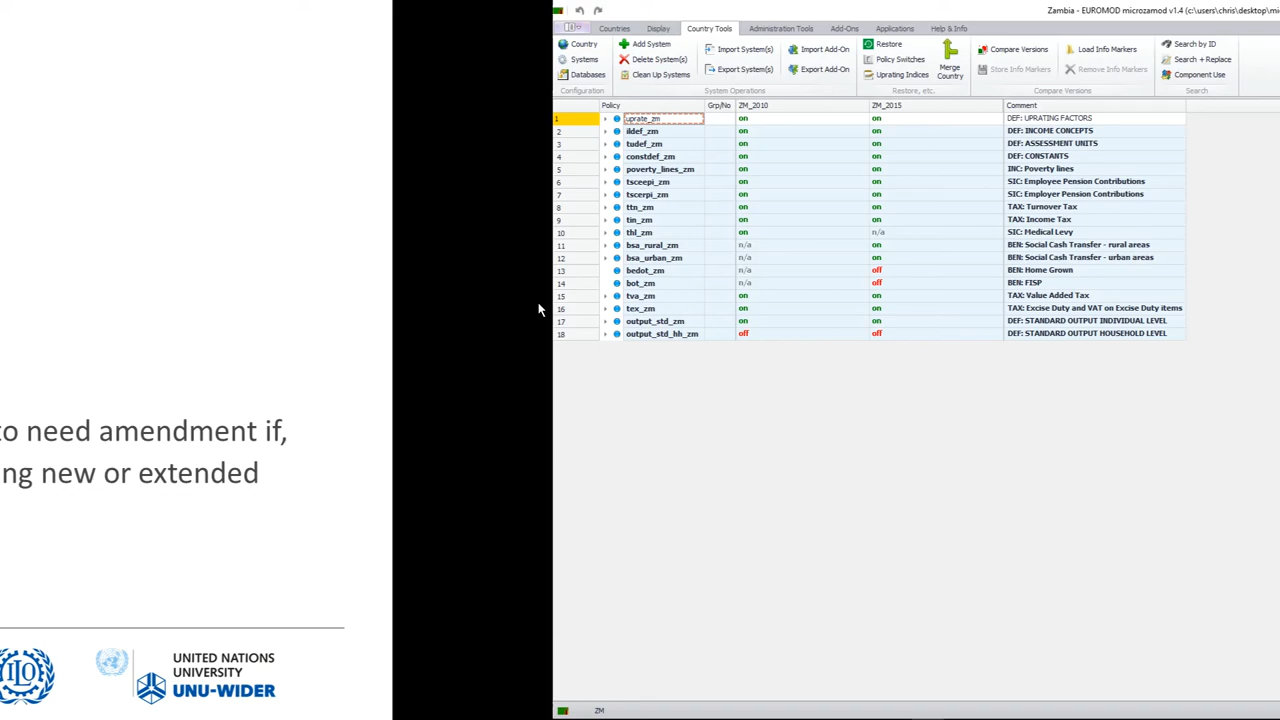 to need amendment if,
ng new or extended
ILO
UNITED NATIONS
UNIVERSITY
UNU-WIDER
Zambia - EUROMOD microzamod v1.4 (c:\users\chris\desktop\mi
Countries Display Country Tools Administration Tools Add-Ons Applications Help & Info
Country Add System Import System(s) Import Add-On Restore Compare Versions Load Info Markers Search by ID
Systems Delete System(s) Policy Switches Search + Replace
Databases Clean Up Systems Export System(s) Export Add-On Uprating Indices Merge Country Store Info Markers Remove Info Markers Component Use
Configuration System Operations Restore, etc. Compare Versions Search
Policy Grp/No ZM_2010 ZM_2015 Comment
1 uprate_zm on on DEF: UPRATING FACTORS
2 ildef_zm on on DEF: INCOME CONCEPTS
3 tudef_zm on on DEF: ASSESSMENT UNITS
4 constdef_zm on on DEF: CONSTANTS
5 poverty_lines_zm on on INC: Poverty lines
6 tsceepi_zm on on SIC: Employee Pension Contributions
7 tscerpi_zm on on SIC: Employer Pension Contributions
8 ttn_zm on on TAX: Turnover Tax
9 tin_zm on on TAX: Income Tax
10 thl_zm on n/a SIC: Medical Levy
11 bsa_rural_zm n/a on BEN: Social Cash Transfer - rural areas
12 bsa_urban_zm n/a on BEN: Social Cash Transfer - urban areas
13 bedot_zm n/a off BEN: Home Grown
14 bot_zm n/a off BEN: FISP
15 tva_zm on on TAX: Value Added Tax
16 tex_zm on on TAX: Excise Duty and VAT on Excise Duty items
17 output_std_zm on on DEF: STANDARD OUTPUT INDIVIDUAL LEVEL
18 output_std_hh_zm off off DEF: STANDARD OUTPUT HOUSEHOLD LEVEL
ZM